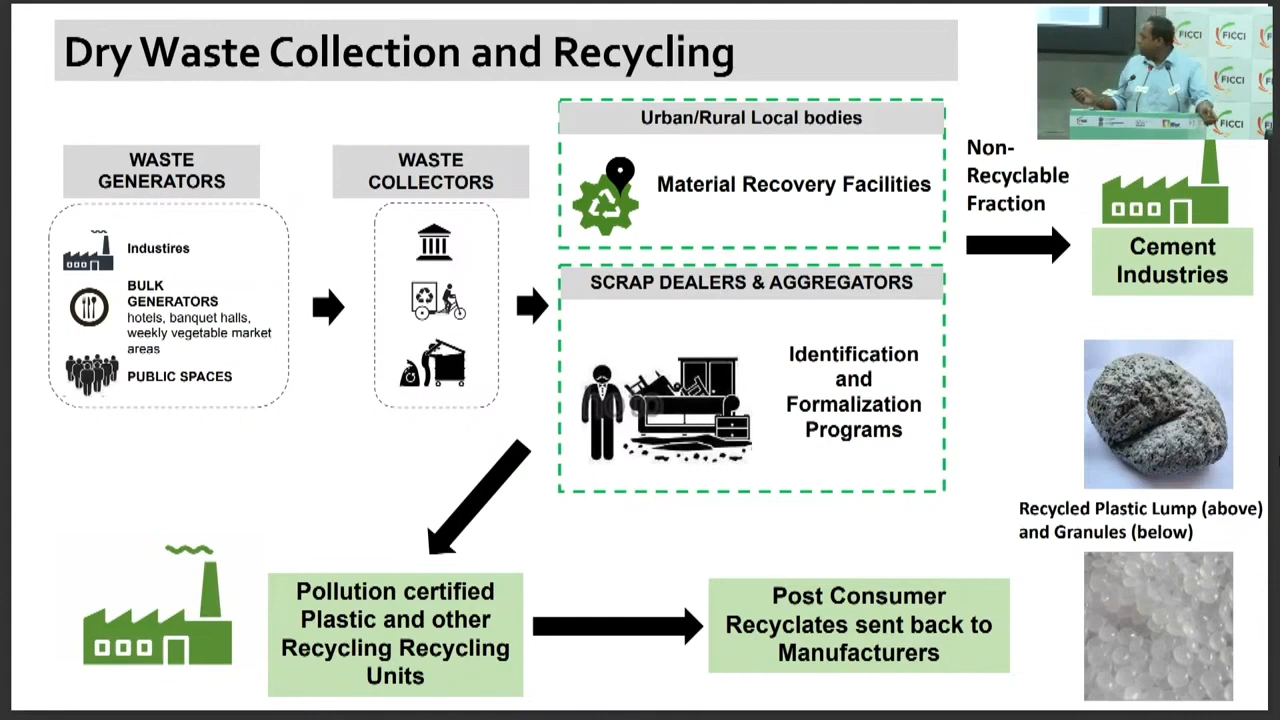 Dry Waste Collection and Recycling
FICCI
FICCI
FICCI
FICCI
WASTE
GENERATORS
Industires
BULK
GENERATORS
hotels, banquet halls,
weekly vegetable market
areas
PUBLIC SPACES
WASTE
COLLECTORS
Urban/Rural Local bodies
Material Recovery Facilities
SCRAP DEALERS & AGGREGATORS
Identification
and
Formalization
Programs
Non-
Recyclable
Fraction
Cement
Industries
Recycled Plastic Lump (above)
and Granules (below)
Pollution certified
Plastic and other
Recycling Recycling
Units
Post Consumer
Recyclates sent back to
Manufacturers